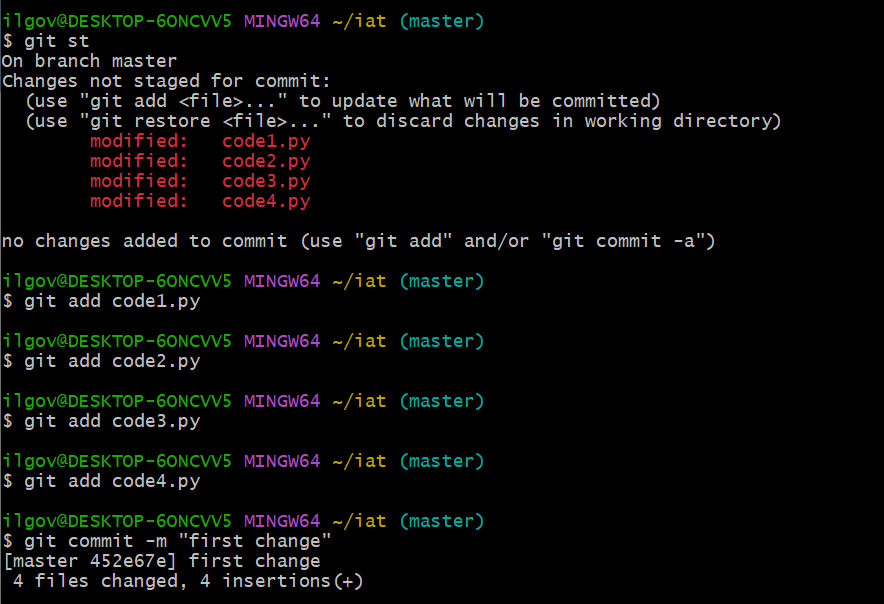 ilgov@DESKTOP-6ONCVV5 MINGW64 ~/iat (master)
$ git st
On branch master
Changes not staged for commit:
  (use "git add <file>..." to update what will be committed)
  (use "git restore <file>..." to discard changes in working directory)
        modified:   code1.py
        modified:   code2.py
        modified:   code3.py
        modified:   code4.py

no changes added to commit (use "git add" and/or "git commit -a")

ilgov@DESKTOP-6ONCVV5 MINGW64 ~/iat (master)
$ git add code1.py

ilgov@DESKTOP-6ONCVV5 MINGW64 ~/iat (master)
$ git add code2.py

ilgov@DESKTOP-6ONCVV5 MINGW64 ~/iat (master)
$ git add code3.py

ilgov@DESKTOP-6ONCVV5 MINGW64 ~/iat (master)
$ git add code4.py

ilgov@DESKTOP-6ONCVV5 MINGW64 ~/iat (master)
$ git commit -m "first change"
[master 452e67e] first change
 4 files changed, 4 insertions(+)